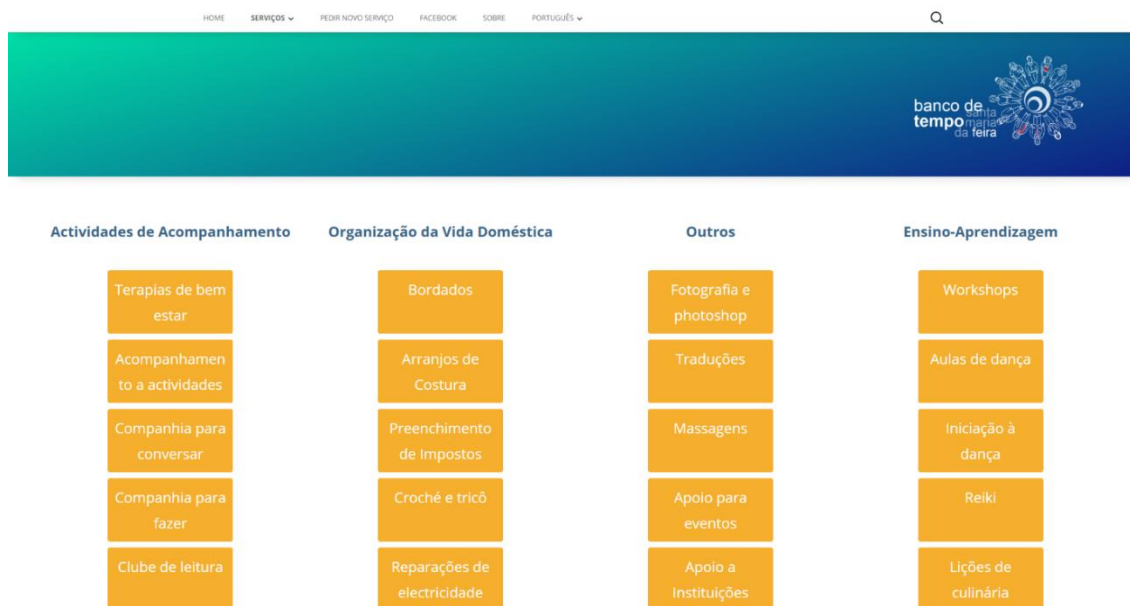 HOME SERVIÇOS PEDIR NOVO SERVIÇO FACEBOOK SOBRE PORTUGUÊS
banco de
santa
tempo maria
da feira
Actividades de Acompanhamento
Terapias de bem
estar
Acompanhamen
to a actividades
Companhia para
conversar
Companhia para
fazer
Clube de leitura
Organização da Vida Doméstica
Bordados
Arranjos de
Costura
Preenchimento
de Impostos
Croché e tricô
Reparações de
electricidade
Outros
Fotografia e
photoshop
Traduções
Massagens
Apoio para
eventos
Apoio a
Instituições
Ensino-Aprendizagem
Workshops
Aulas de dança
Iniciação à
dança
Reiki
Lições de
culinária